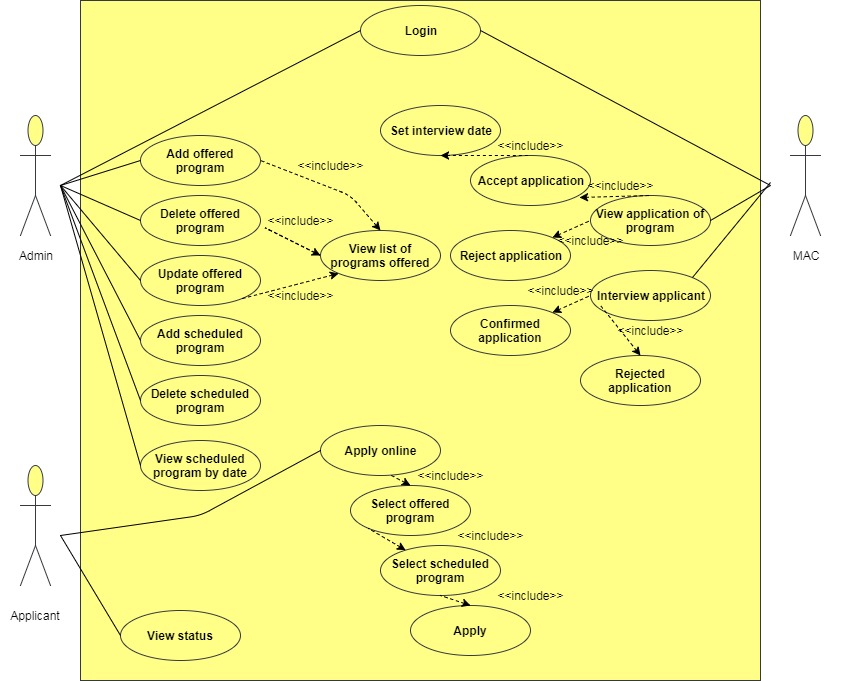 Login
Set interview date
<<include>>
Add offered
program
<<include>>
Accept application
<<include>>
Delete offered
program
<<include>>
View application of
program
View list of
programs offered
Reject application
<<include>>
Admin
MAC
Update offered
program
<<include>>
<<include>>
Interview applicant
Confirmed
application
<<include>>
Add scheduled
program
Rejected
application
Delete scheduled
program
Apply online
View scheduled
program by date
<<include>>
Select offered
program
<<include>>
Select scheduled
program
<<include>>
Applicant
View status
Apply